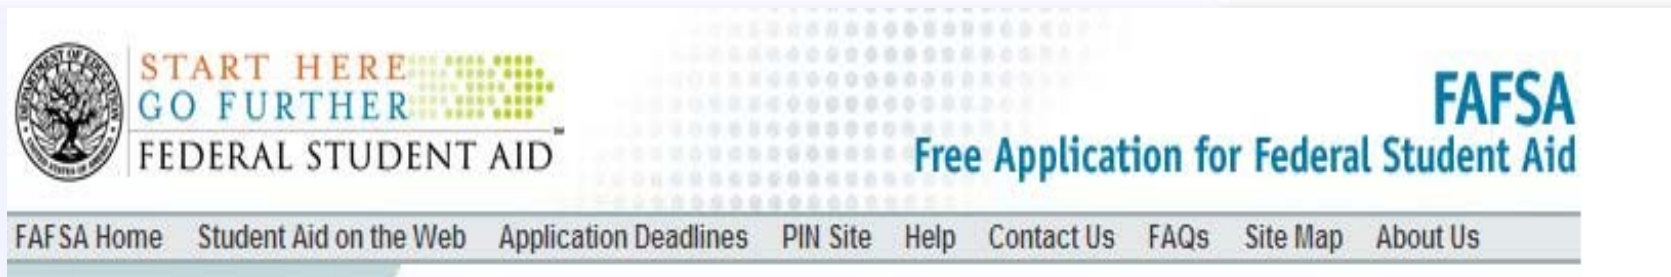 START HERE
GO FURTHER
FEDERAL STUDENT AID
FAFSA
Free Application for Federal Student Aid
FAFSA Home Student Aid on the Web Application Deadlines PIN Site Help Contact Us FAQs Site Map About Us